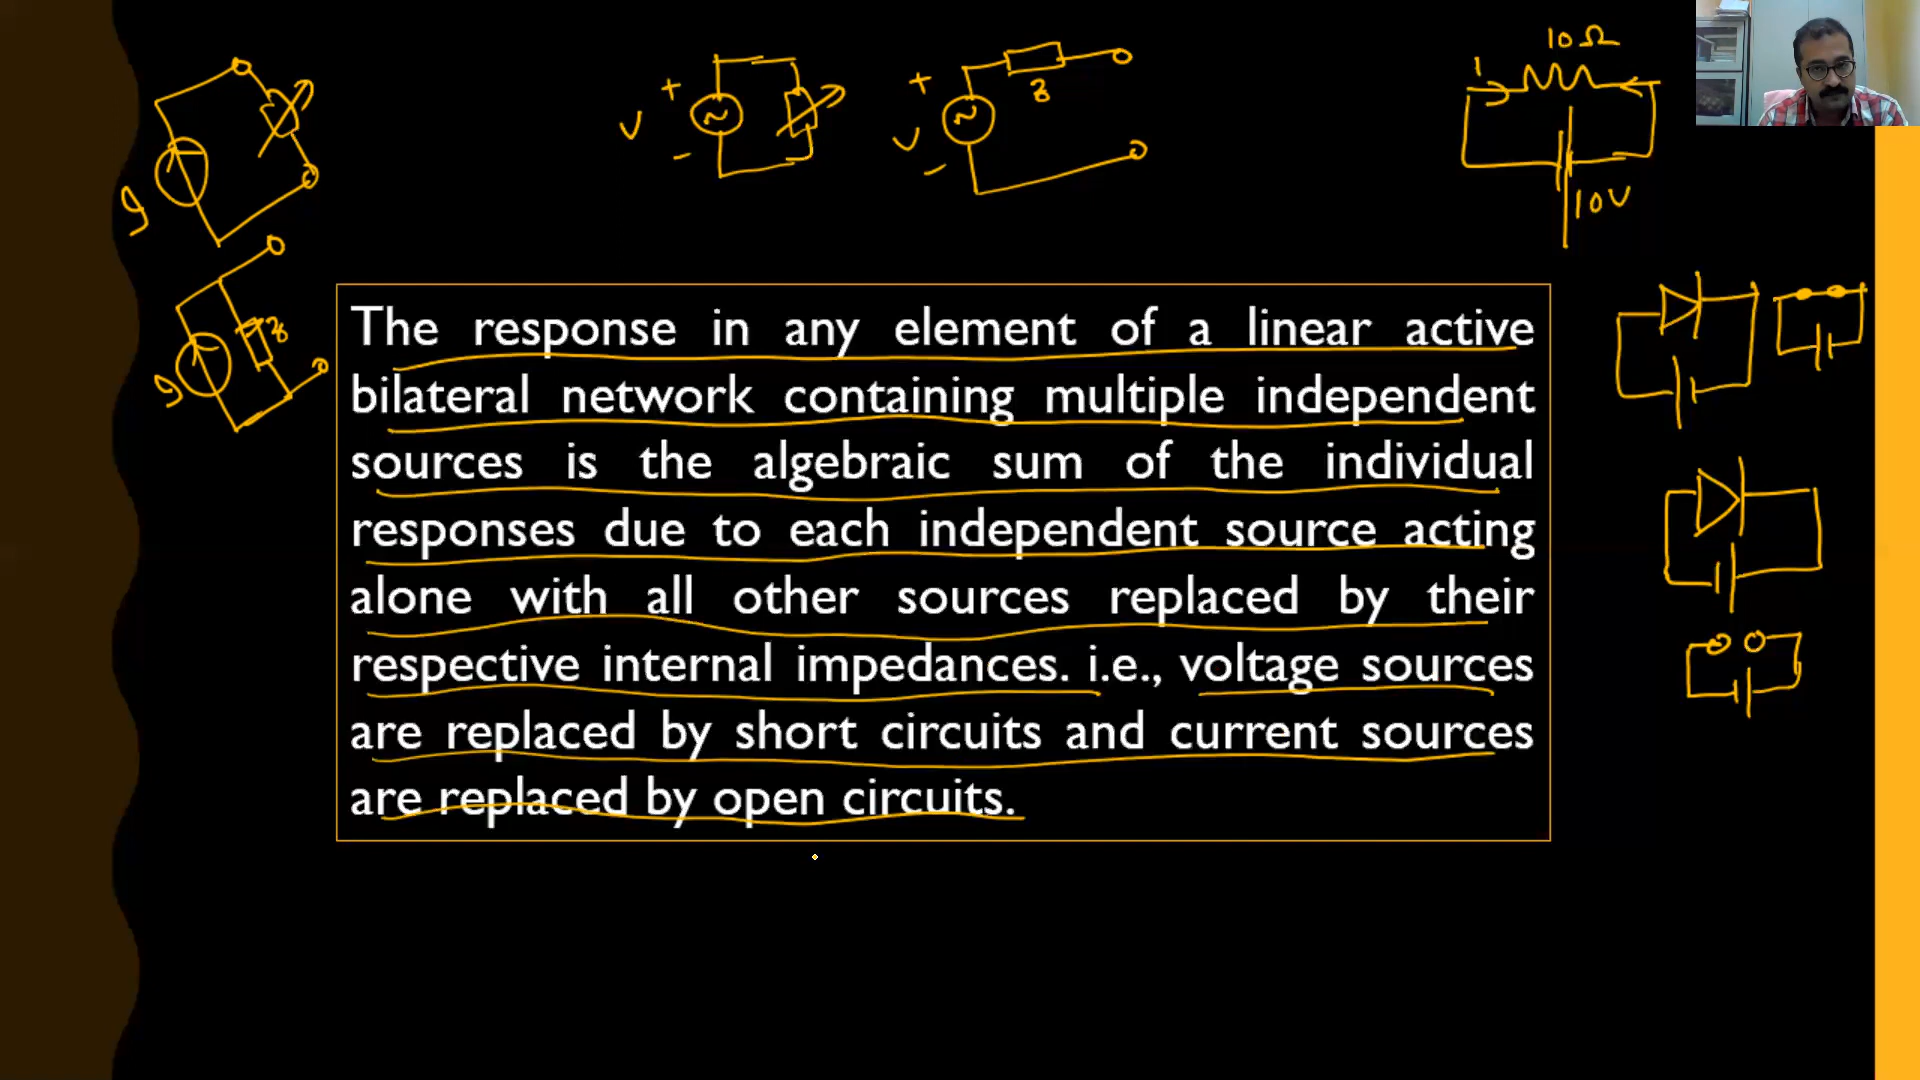 10 Ω
1
+
V
-
+
V
-
z
10V
g
g
z
The response in any element of a linear active
bilateral network containing multiple independent
sources is the algebraic sum of the individual
responses due to each independent source acting
alone with all other sources replaced by their
respective internal impedances. i.e., voltage sources
are replaced by short circuits and current sources
are replaced by open circuits.